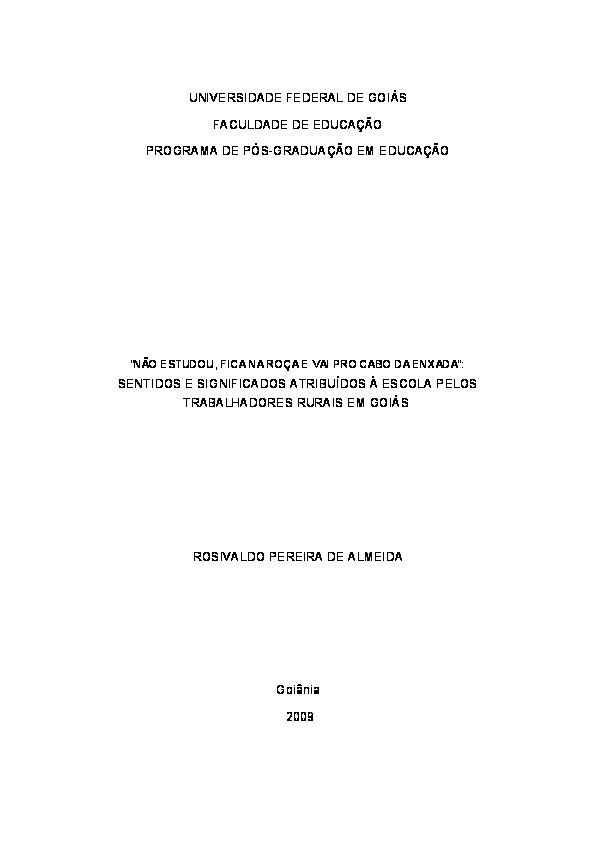 UNIVERSIDADE FEDERAL DE GOIÁS
FACULDADE DE EDUCAÇÃO
PROGRAMA DE PÓS-GRADUAÇÃO EM EDUCAÇÃO
"NÃO ESTUDOU, FICA NA ROÇA E VAI PRO CABO DA ENXADA":
SENTIDOS E SIGNIFICADOS ATRIBUÍDOS À ESCOLA PELOS
TRABALHADORES RURAIS EM GOIÁS
ROSIVALDO PEREIRA DE ALMEIDA
Goiânia
2009